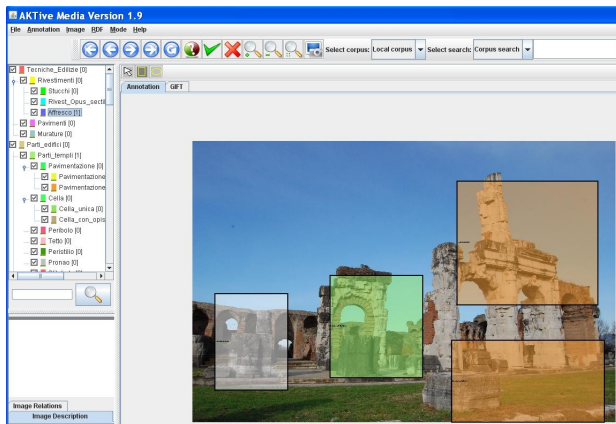 AKTive Media Version 1.9
File Annotation Image RDF Mode Help
Select corpus: Local corpus Select search: Corpus search
Tecniche_Edilizie [0]
Rivestimenti [0]
Stucchi [0]
Rivest_Opus_sectil
Affresco [1]
Pavimenti [0]
Murature [0]
Parti_edifici [0]
Parti_templi [1]
Pavimentazione [0]
Pavimentazione
Pavimentazione
Cella [0]
Cella_unica [0]
Cella_con_opis
Peribolo [0]
Tetto [0]
Peristilio [0]
Pronao [0]
Annotation GIFT
Image Relations
Image Description